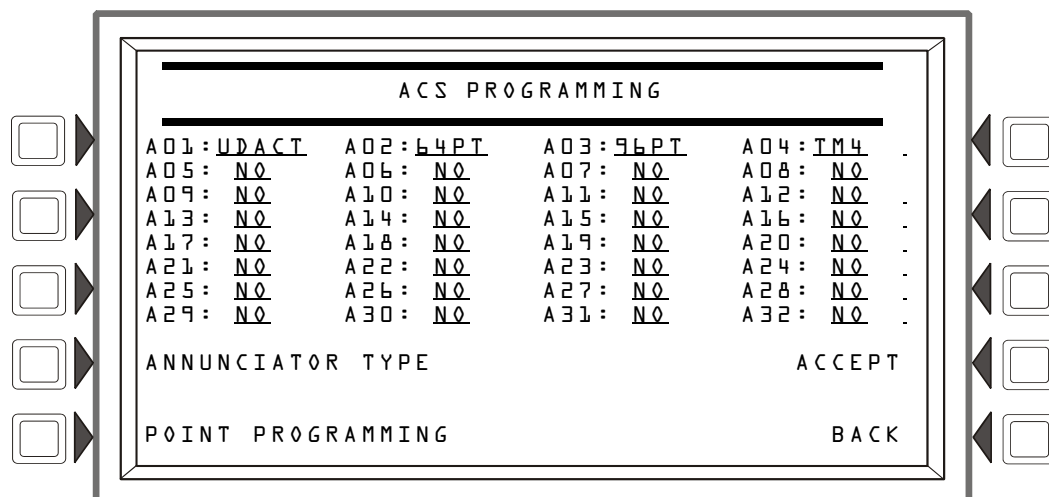 ACS PROGRAMMING
A01:UDACT A02:64PT A03:96PT A04:TM4
A05: NO A06: NO A07: NO A08: NO
A09: NO A10: NO A11: NO A12: NO
A13: NO A14: NO A15: NO A16: NO
A17: NO A18: NO A19: NO A20: NO
A21: NO A22: NO A23: NO A24: NO
A25: NO A26: NO A27: NO A28: NO
A29: NO A30: NO A31: NO A32: NO
ANNUNCIATOR TYPE ACCEPT
POINT PROGRAMMING BACK